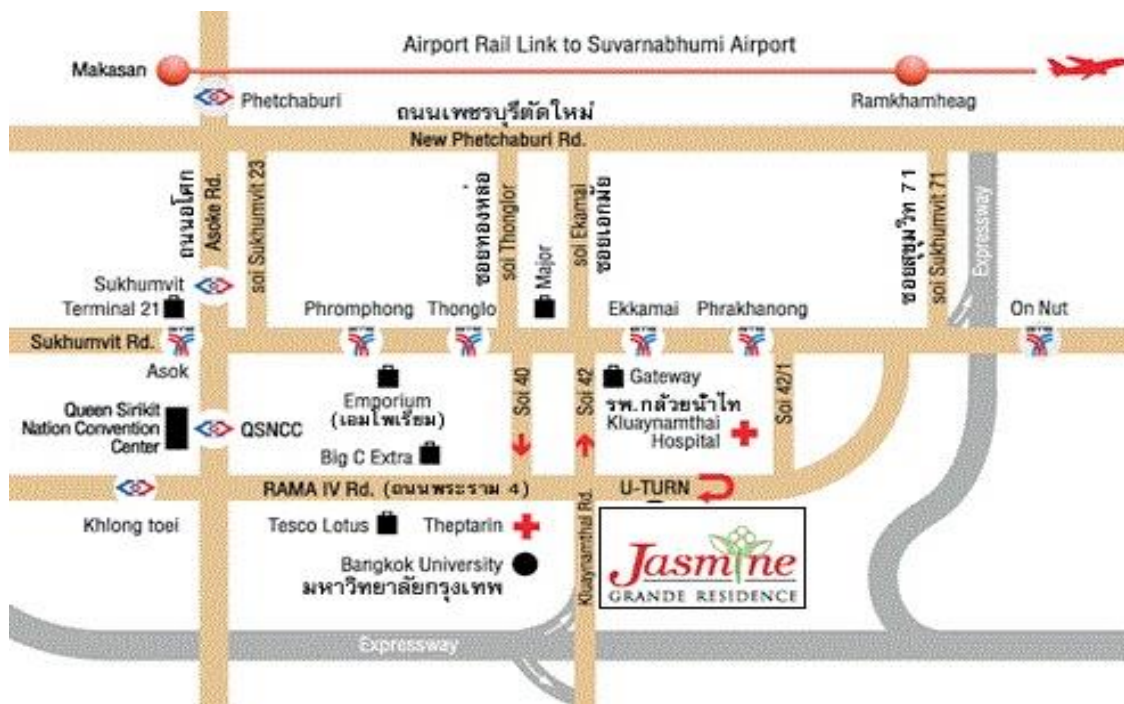 Airport Rail Link to Suvarnabhumi Airport
Makasan
Phetchaburi
Ramkhamheag
ถนนเพชรบุรีตัดใหม่
New Phetchaburi Rd.
ถนนอโศก
Asoke Rd.
soi Sukhumvit 23
ซอยทองหล่อ
soi Thonglor
Major
soi Ekamai
ซอยเอกมัย
ซอยสุขุมวิท 71
soi Sukhumvit 71
Expressway
Sukhumvit
Terminal 21
Phromphong
Thonglo
Ekkamai
Phrakhanong
On Nut
Sukhumvit Rd.
Asok
Soi 40
Soi 42
Gateway
Soi 42/1
Emporium
(เอมโพเรียม)
รพ.กล้วยน้ำไท
Kluaynamthai
Hospital
Queen Sirikit
Nation Convention
Center
QSNCC
Big C Extra
RAMA IV Rd. (ถนนพระราม 4)
U-TURN
Khlong toei
Tesco Lotus
Theptarin
Bangkok University
มหาวิทยาลัยกรุงเทพ
Kluaynamthai Rd.
Jasmine
GRANDE RESIDENCE
Expressway